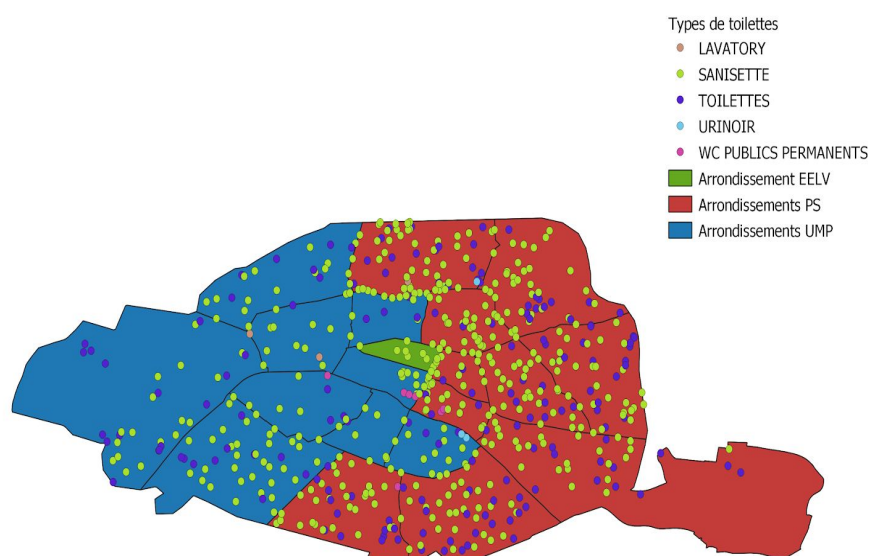 Types de toilettes
LAVATORY
SANISETTE
TOILETTES
URINOIR
WC PUBLICS PERMANENTS
Arrondissement EELV
Arrondissements PS
Arrondissements UMP